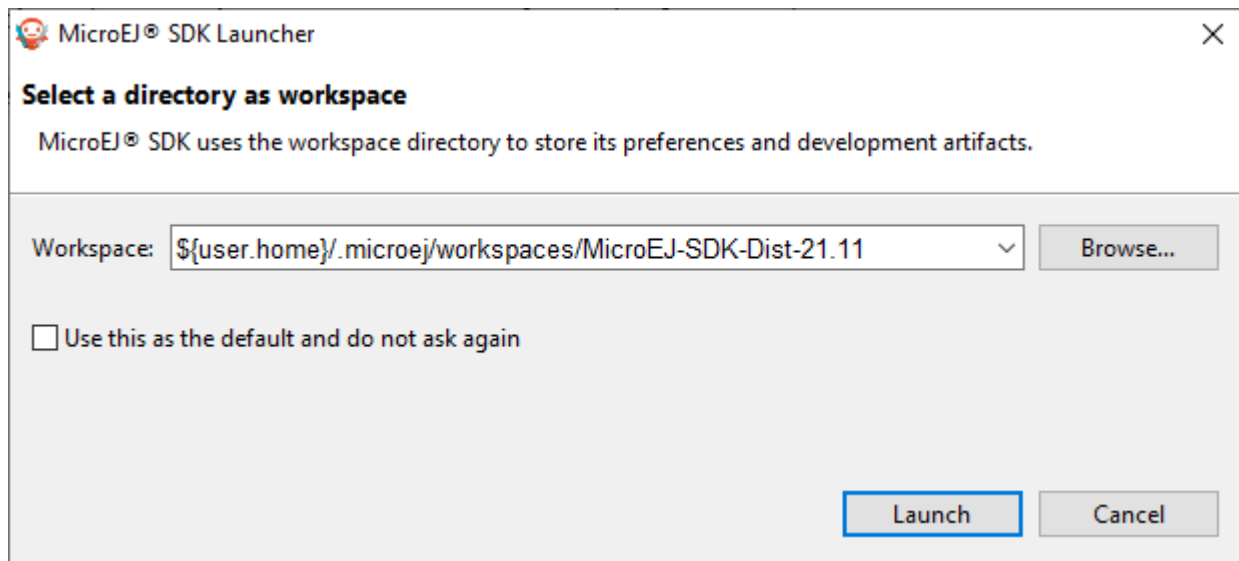 MicroEJ® SDK Launcher
Select a directory as workspace
MicroEJ® SDK uses the workspace directory to store its preferences and development artifacts.
Workspace: ${user.home}/.microej/workspaces/MicroEJ-SDK-Dist-21.11 Browse...
Use this as the default and do not ask again
Launch Cancel